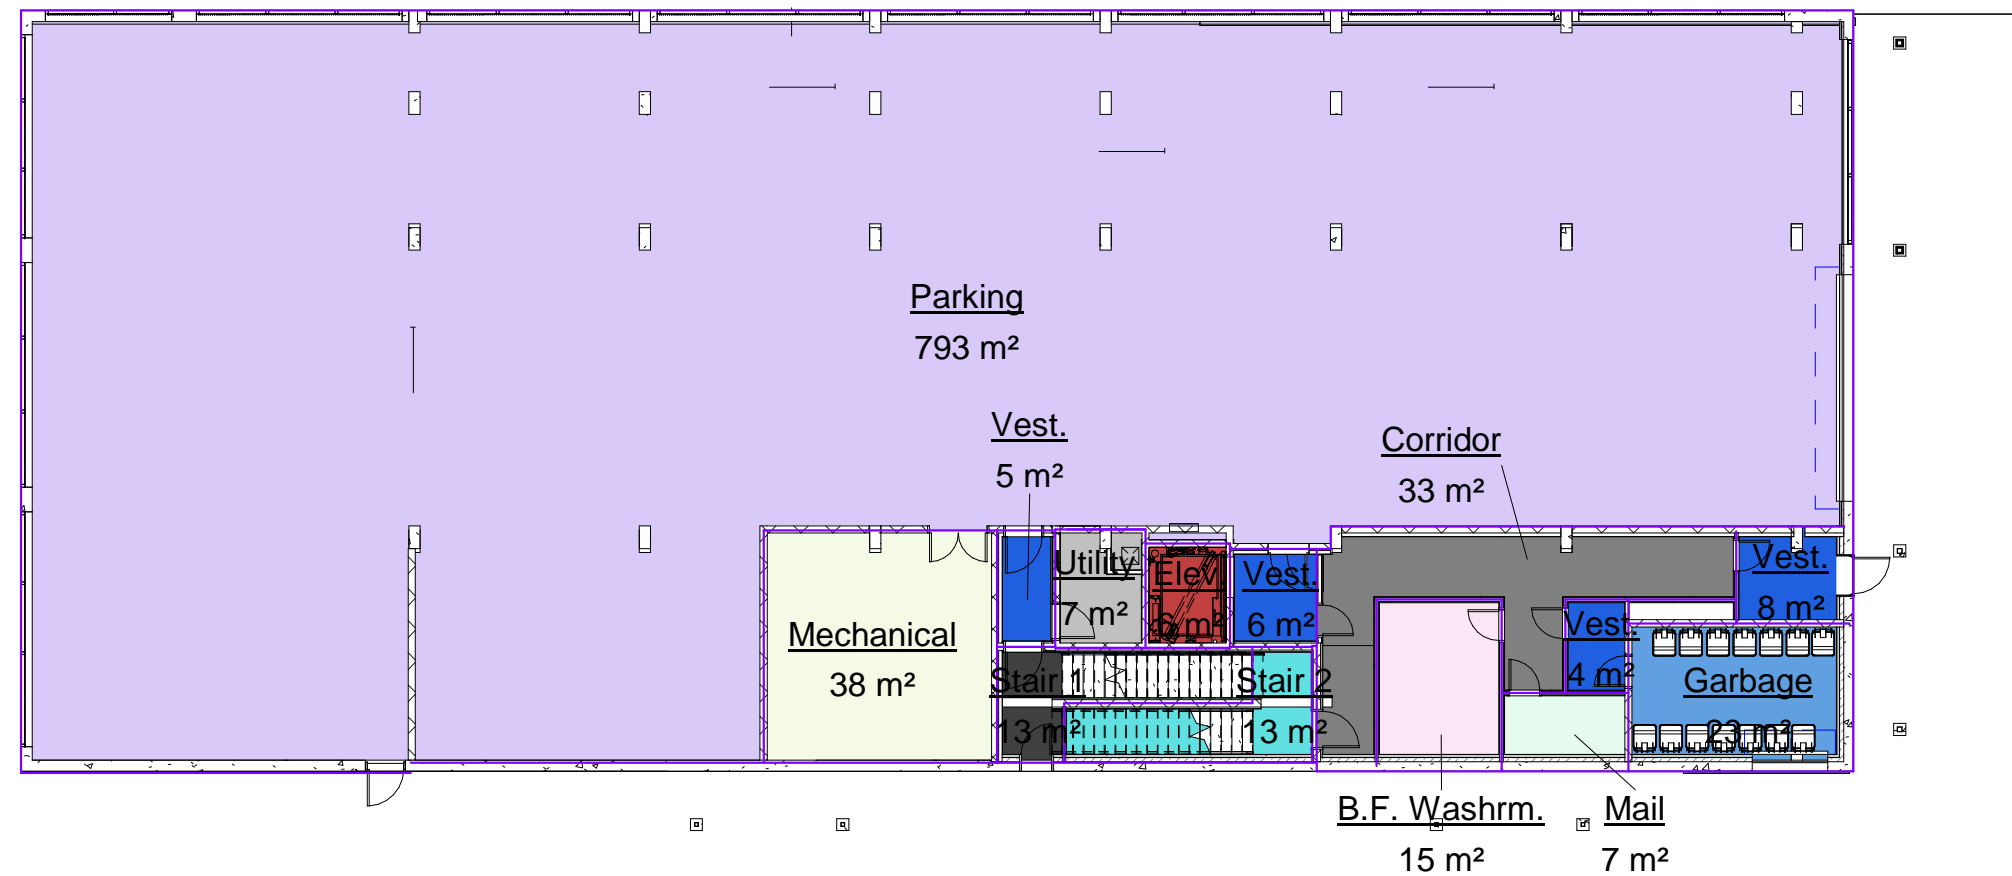 Parking
793 m²
Vest.
5 m²
Corridor
33 m²
Utility
7 m²
Elev.
6 m²
Vest.
6 m²
Vest.
8 m²
Mechanical
38 m²
Vest.
4 m²
Stair 1
13 m²
Stair 2
13 m²
Garbage
23 m²
B.F. Washrm.
15 m²
Mail
7 m²